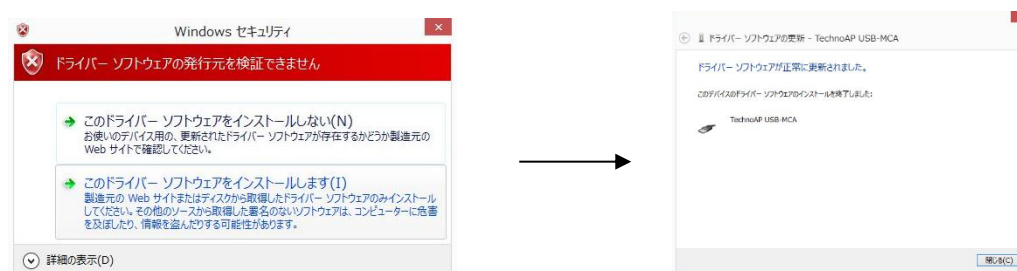 Windows セキュリティ
ドライバー ソフトウェアの発行元を検証できません
このドライバー ソフトウェアをインストールしない(N)
お使いのデバイス用の、更新されたドライバー ソフトウェアが存在するかどうか製造元の
Web サイトで確認してください。
このドライバー ソフトウェアをインストールします(I)
製造元の Web サイトまたはディスクから取得したドライバー ソフトウェアのみインストール
してください。その他のソースから取得した署名のないソフトウェアは、コンピューターに危害
を及ぼしたり、情報を盗んだりする可能性があります。
詳細の表示(D)
ドライバー ソフトウェアの更新 - TechnoAP USB-MCA
ドライバー ソフトウェアが正常に更新されました。
このデバイスのドライバー ソフトウェアのインストールを終了しました:
TechnoAP USB-MCA
閉じる(C)